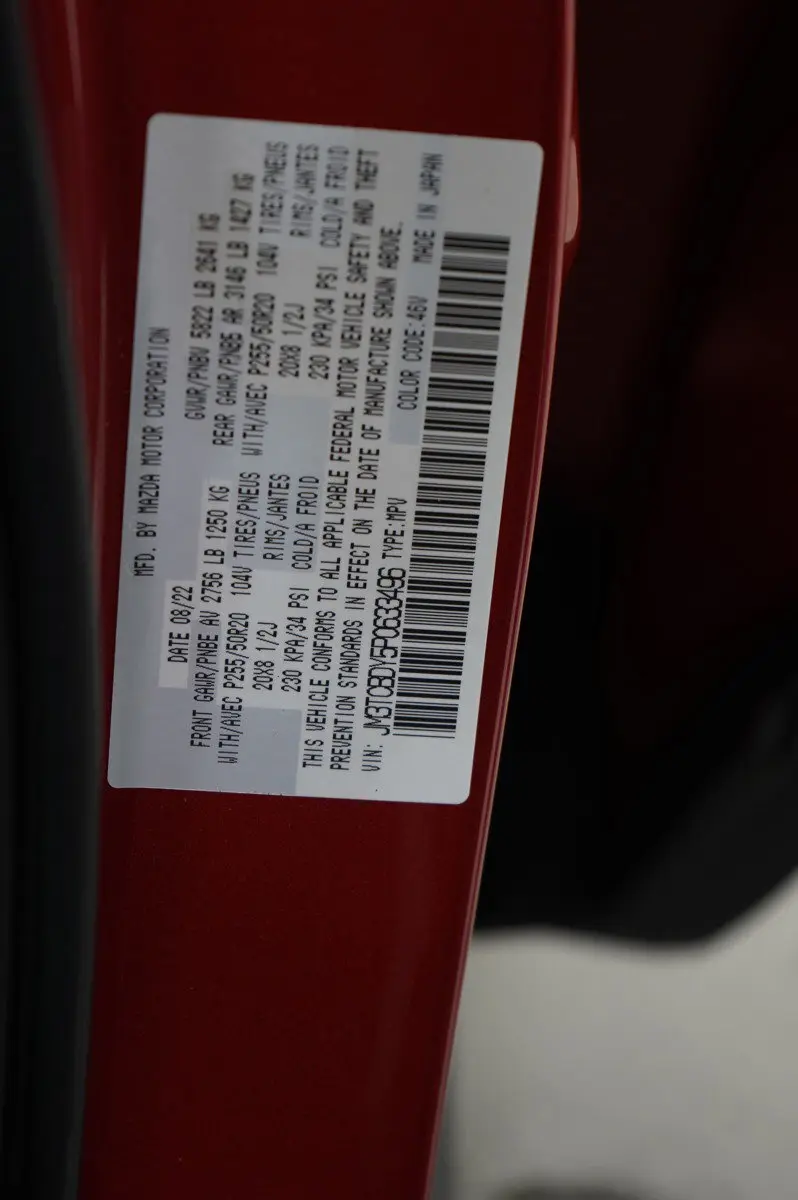 MFD. BY MAZDA MOTOR CORPORATION
DATE 08/22 GVWR/PNBV 5822 LB 2641 KG
FRONT GAWR/PNBE AV 2756 LB 1250 KG REAR GAWR/PNBS AR 3146 LB 1427 KG
WITH/AVEC P255/50R20 104V TIRES/PNEUS WITH/AVEC P255/50R20 104V TIRES/PNEUS
20X8 1/2J RIMS/JANTES 20X8 1/2J RIMS/JANTES
230 KPA/34 PSI COLD/A FROID 230 KPA/34 PSI COLD/A FROID
THIS VEHICLE CONFORMS TO ALL APPLICABLE FEDERAL MOTOR VEHICLE SAFETY AND THEFT
PREVENTION STANDARDS IN EFFECT ON THE DATE OF MANUFACTURE SHOWN ABOVE.
VIN: JM3TCBDY5P0633496 TYPE:MPV COLOR CODE:46V MADE IN JAPAN